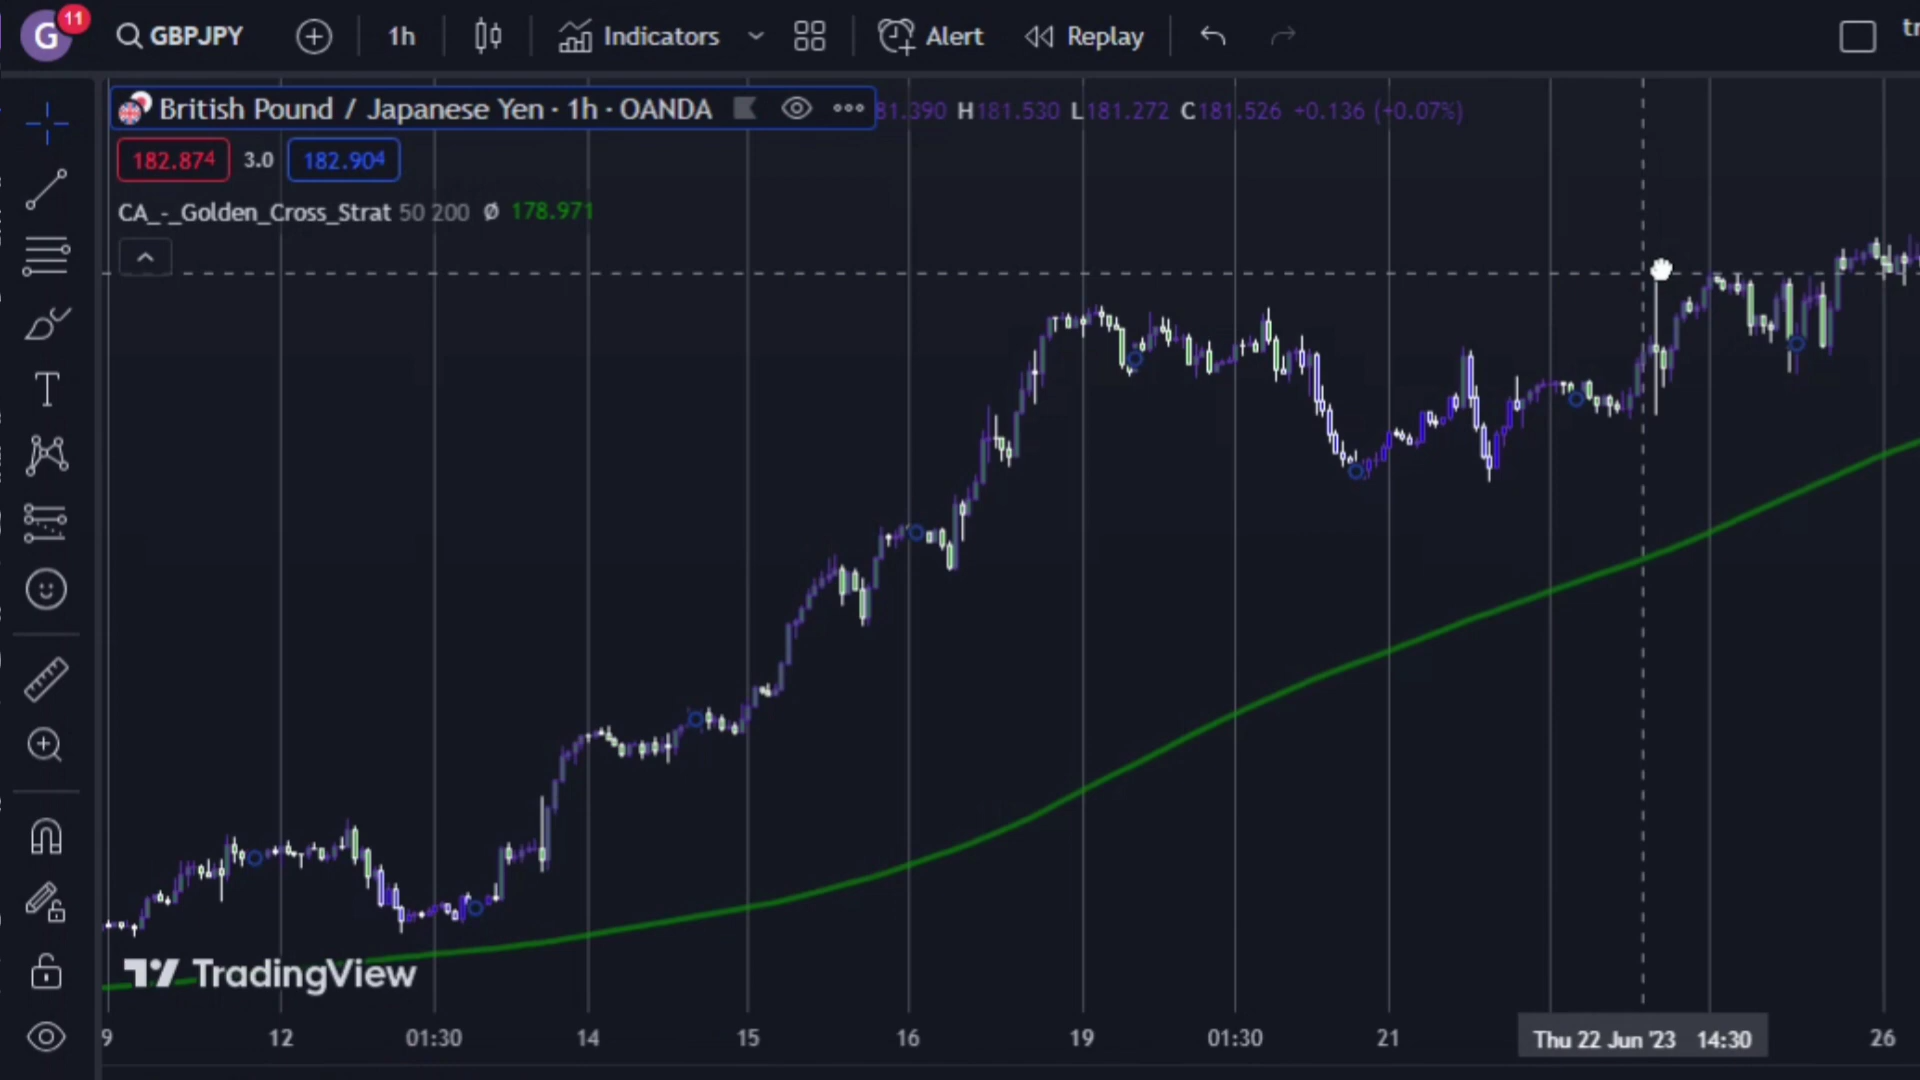 G 11 GBPJPY 1h Indicators Alert Replay tr
British Pound / Japanese Yen · 1h · OANDA 81.390 H181.530 L181.272 C181.526 +0.136 (+0.07%)
182.874 3.0 182.904
CA_-_Golden_Cross_Strat 50 200 Ø 178.971
TradingView
9 12 01:30 14 15 16 19 01:30 21 Thu 22 Jun '23 14:30 26